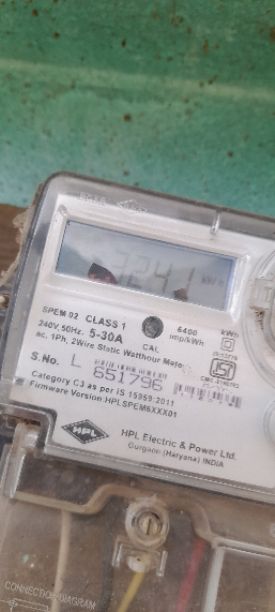 3241 kWh
SPEM 02 CLASS 1
240V, 50Hz. 5-30A CAL 6400 imp/kWh
ac, 1Ph, 2Wire Static Watthour Meter
S.No. L 651796
Category C3 as per IS 15959:2011
Firmware Version:HPLSPEM6XXX01
HPL
HPL Electric & Power Ltd.
Gurgaon (Haryana) INDIA
CONNECTION DIAGRAM